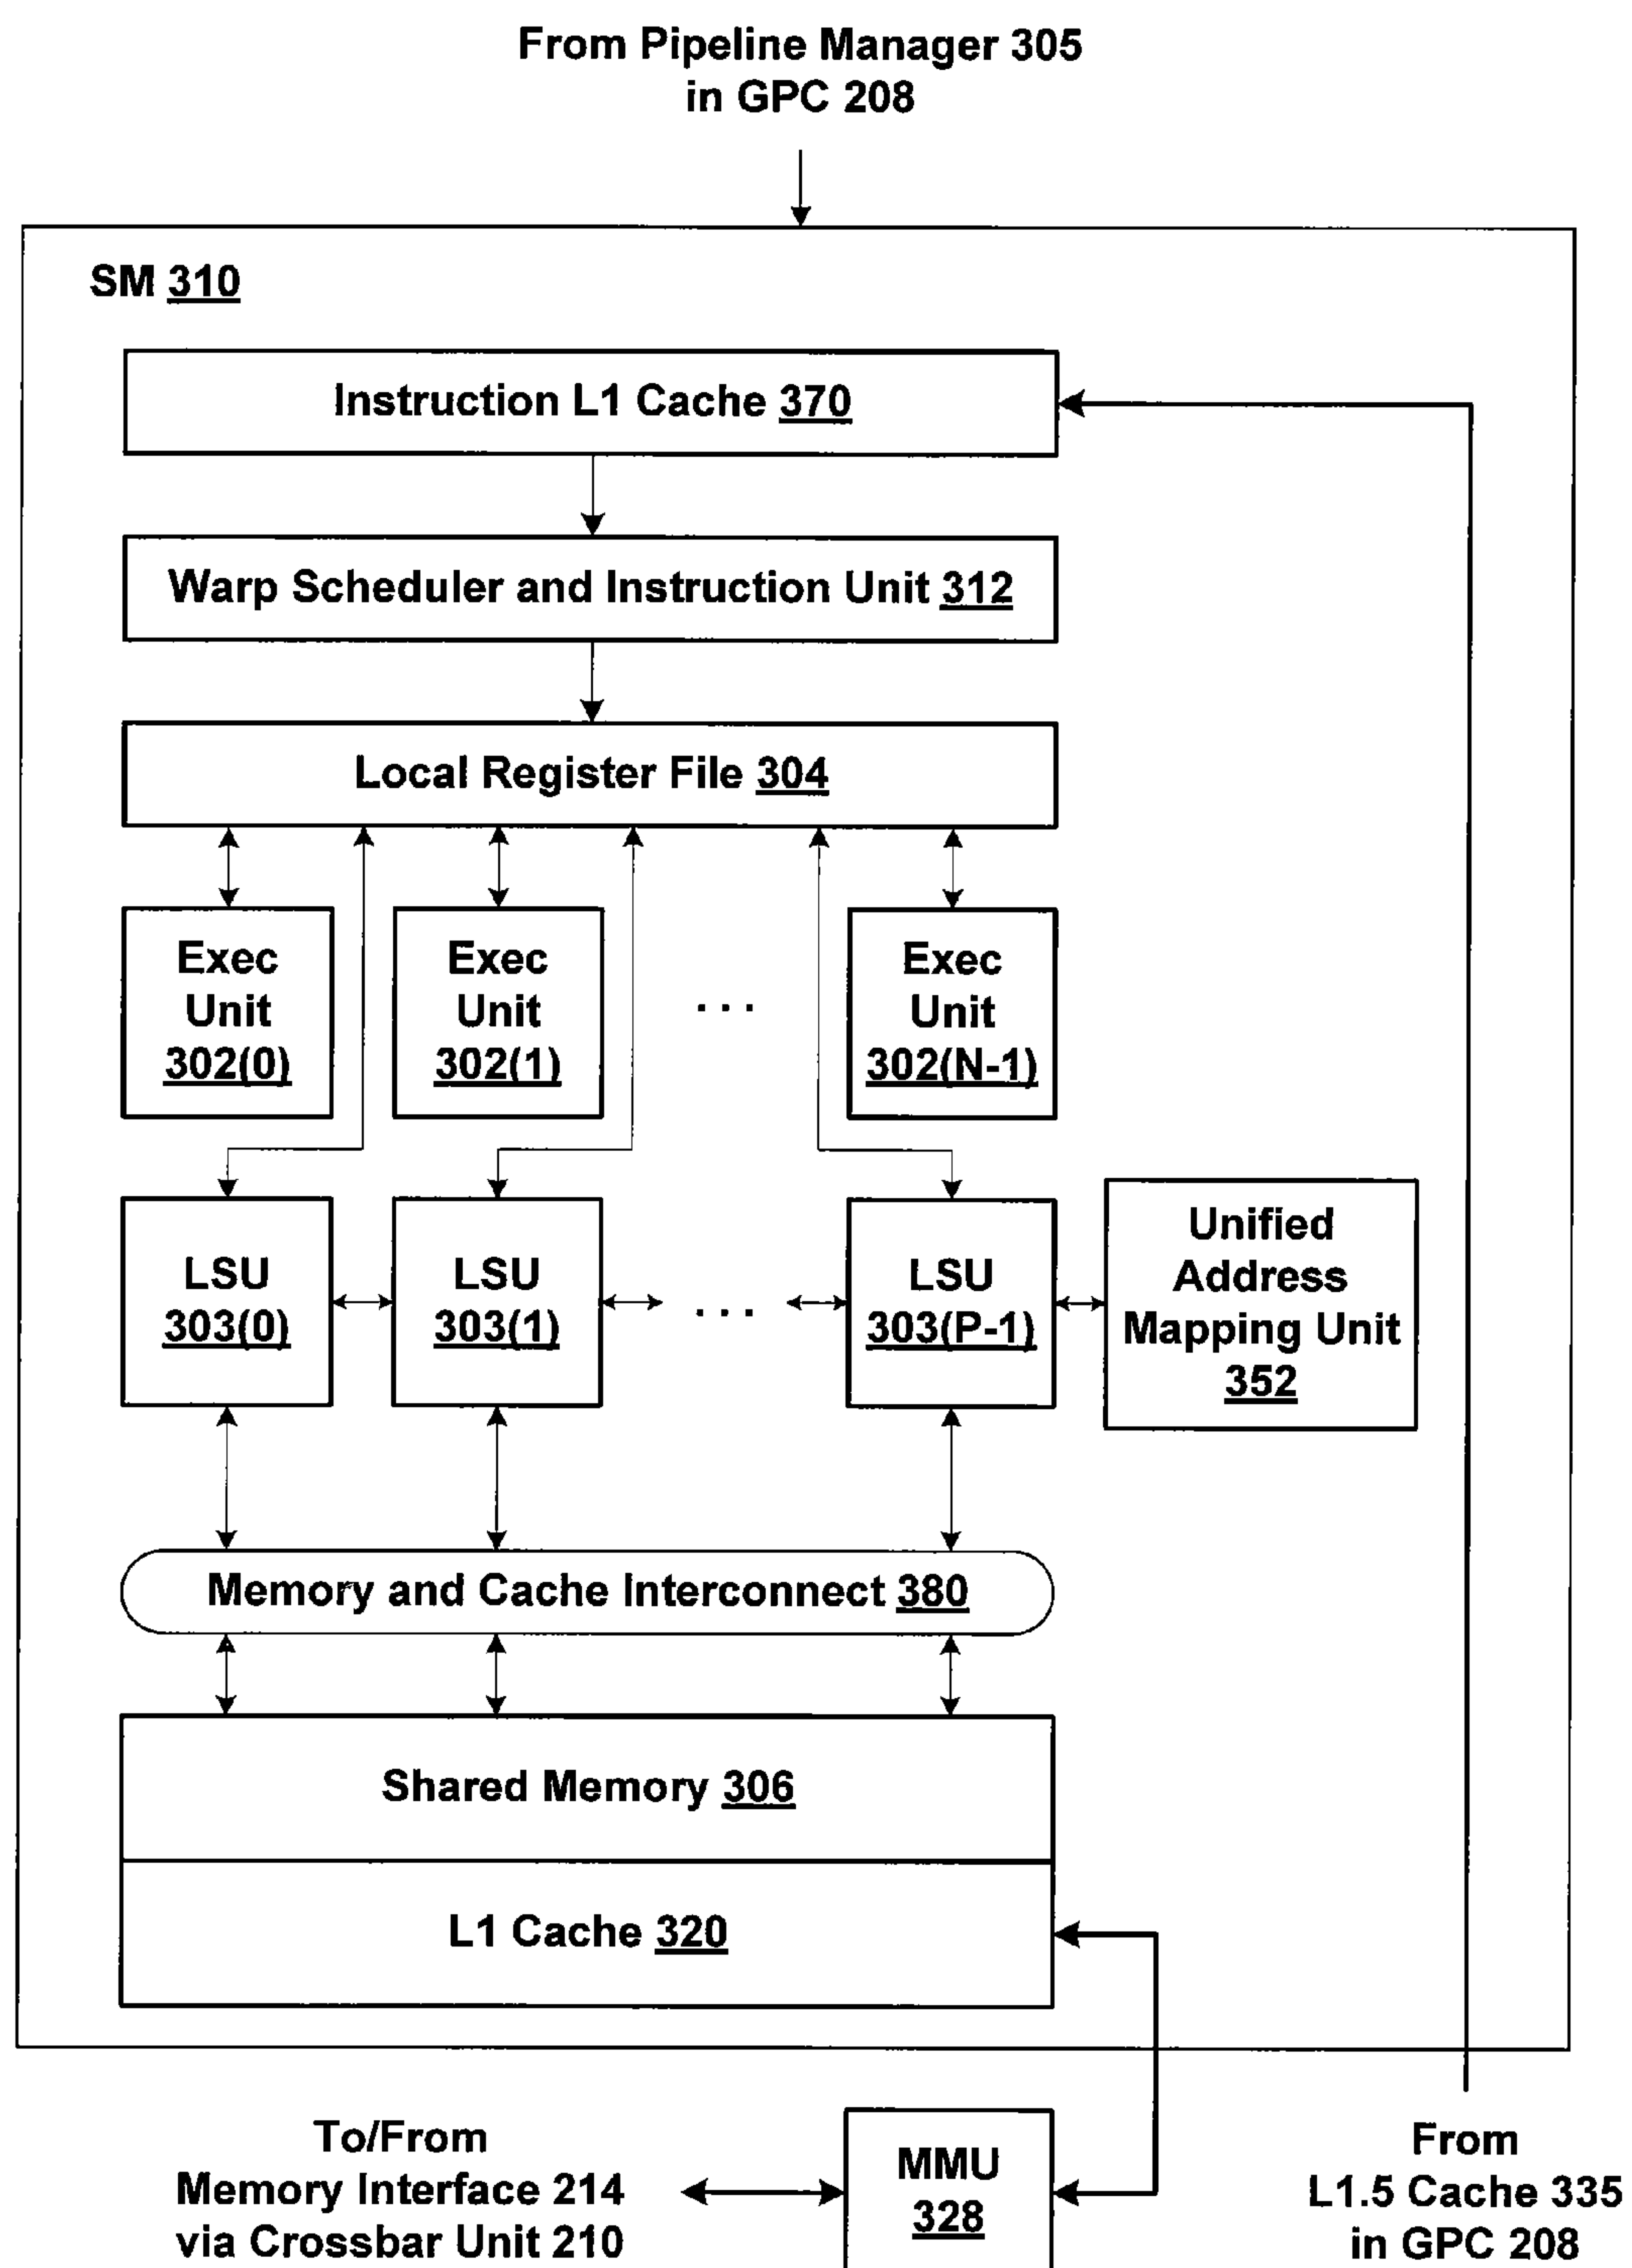 From Pipeline Manager 305
in GPC 208
SM 310
Instruction L1 Cache 370
Warp Scheduler and Instruction Unit 312
Local Register File 304
Exec
Unit
302(0)
Exec
Unit
302(1)
. . .
Exec
Unit
302(N-1)
LSU
303(0)
LSU
303(1)
. . .
LSU
303(P-1)
Unified
Address
Mapping Unit
352
Memory and Cache Interconnect 380
Shared Memory 306
L1 Cache 320
To/From
Memory Interface 214
via Crossbar Unit 210
MMU
328
From
L1.5 Cache 335
in GPC 208